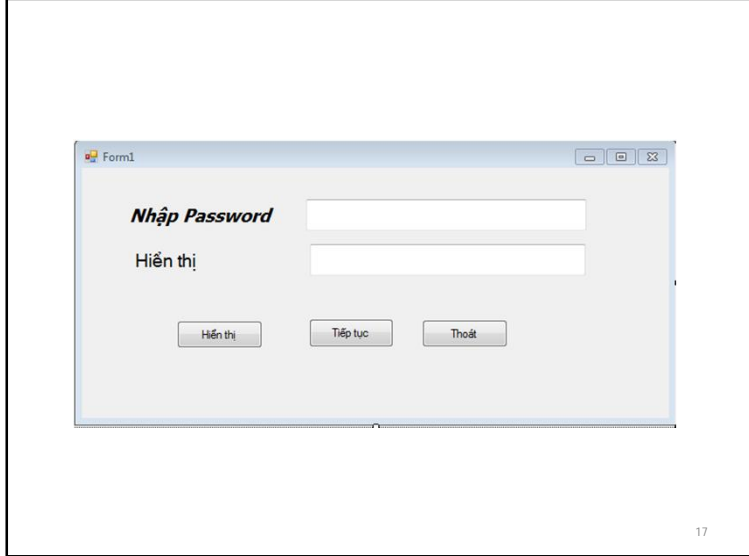 Form1
Nhập Password
Hiển thị
Hiển thị Tiếp tục Thoát
17